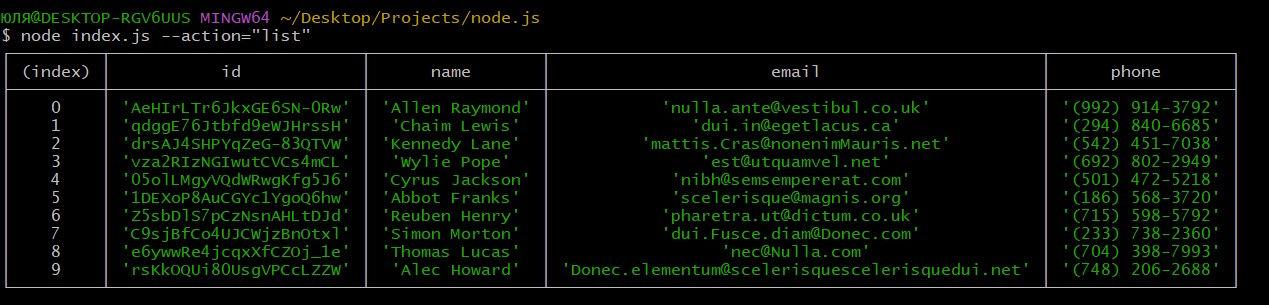 ЮЛЯ@DESKTOP-RGV6UUS MINGW64 ~/Desktop/Projects/node.js
$ node index.js --action="list"
(index) id name email phone
0 'AeHIrLTr6JkxGE6SN-0Rw' 'Allen Raymond' 'nulla.ante@vestibul.co.uk' '(992) 914-3792'
1 'qdggE76Jtbfd9eWJHrssH' 'Chaim Lewis' 'dui.in@egetlacus.ca' '(294) 840-6685'
2 'drsAJ4SHPYqZeG-83QTVW' 'Kennedy Lane' 'mattis.Cras@nonenimMauris.net' '(542) 451-7038'
3 'vza2RIzNGIwutCVCs4mCL' 'Wylie Pope' 'est@utquamvel.net' '(692) 802-2949'
4 '05olLMgyVQdWRwgKfg5J6' 'Cyrus Jackson' 'nibh@semsempererat.com' '(501) 472-5218'
5 '1DEXoP8AuCGYc1YgoQ6hw' 'Abbot Franks' 'scelerisque@magnis.org' '(186) 568-3720'
6 'Z5sbDlS7pCzNsnAHLtDJd' 'Reuben Henry' 'pharetra.ut@dictum.co.uk' '(715) 598-5792'
7 'C9sjBfCo4UJCWjzBnOtxl' 'Simon Morton' 'dui.Fusce.diam@Donec.com' '(233) 738-2360'
8 'e6ywwRe4jcqxXfCZOj_1e' 'Thomas Lucas' 'nec@Nulla.com' '(704) 398-7993'
9 'rsKkOQUi80UsgVPCcLZZW' 'Alec Howard' 'Donec.elementum@scelerisquescelerisquedui.net' '(748) 206-2688'